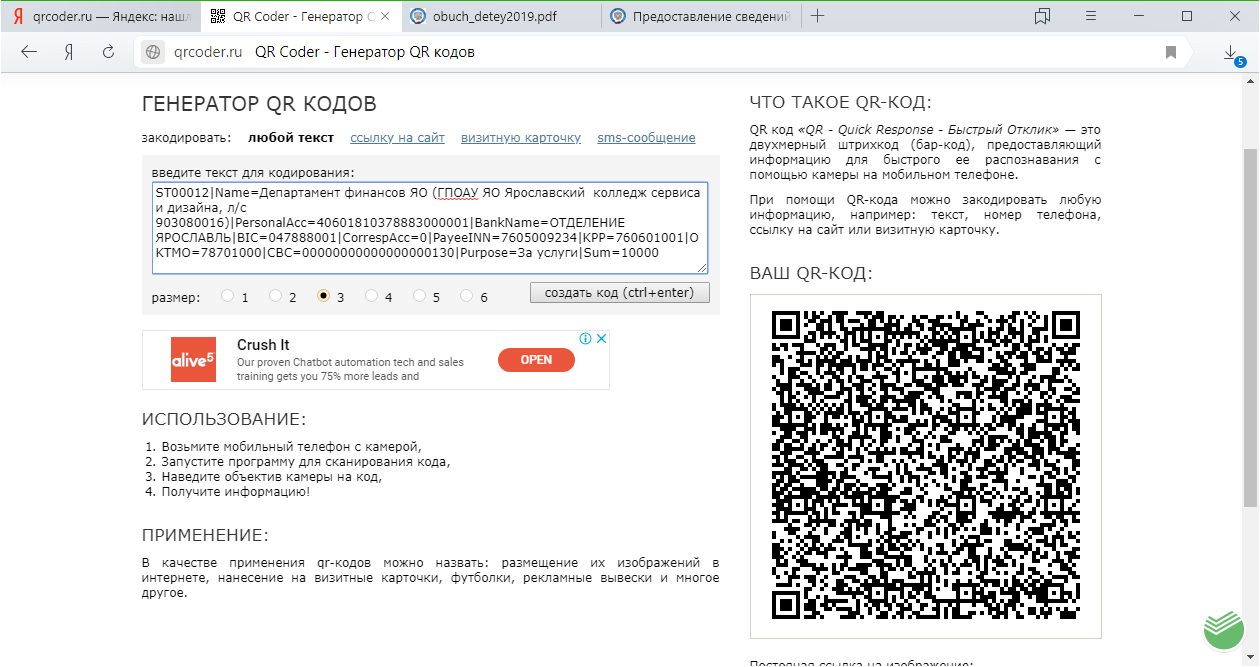 qrcoder.ru — Яндекс: наш
QR Coder - Генератор
obuch_detey2019.pdf
Предоставление сведений
qrcoder.ru QR Coder - Генератор QR кодов
5
ГЕНЕРАТОР QR КОДОВ
закодировать: любой текст ссылку на сайт визитную карточку sms-сообщение
введите текст для кодирования:
ST00012|Name=Департамент финансов ЯО (ГПОАУ ЯО Ярославский колледж сервиса
и дизайна, л/с
903080016)|PersonalAcc=40601810378883000001|BankName=ОТДЕЛЕНИЕ
ЯРОСЛАВЛЬ|BIC=047888001|CorrespAcc=0|PayeeINN=7605009234|KPP=760601001|O
KTMO=78701000|CBC=00000000000000000130|Purpose=За услуги|Sum=10000
размер: 1 2 3 4 5 6 создать код (ctrl+enter)
alive5
Crush It
Our proven Chatbot automation tech and sales
training gets you 75% more leads and
OPEN
ИСПОЛЬЗОВАНИЕ:
1. Возьмите мобильный телефон с камерой,
2. Запустите программу для сканирования кода,
3. Наведите объектив камеры на код,
4. Получите информацию!
ПРИМЕНЕНИЕ:
В качестве применения qr-кодов можно назвать: размещение их изображений в
интернете, нанесение на визитные карточки, футболки, рекламные вывески и многое
другое.
ЧТО ТАКОЕ QR-КОД:
QR код «QR - Quick Response - Быстрый Отклик» — это
двухмерный штрихкод (бар-код), предоставляющий
информацию для быстрого ее распознавания с
помощью камеры на мобильном телефоне.
При помощи QR-кода можно закодировать любую
информацию, например: текст, номер телефона,
ссылку на сайт или визитную карточку.
ВАШ QR-КОД:
Постоянная ссылка на изображение: